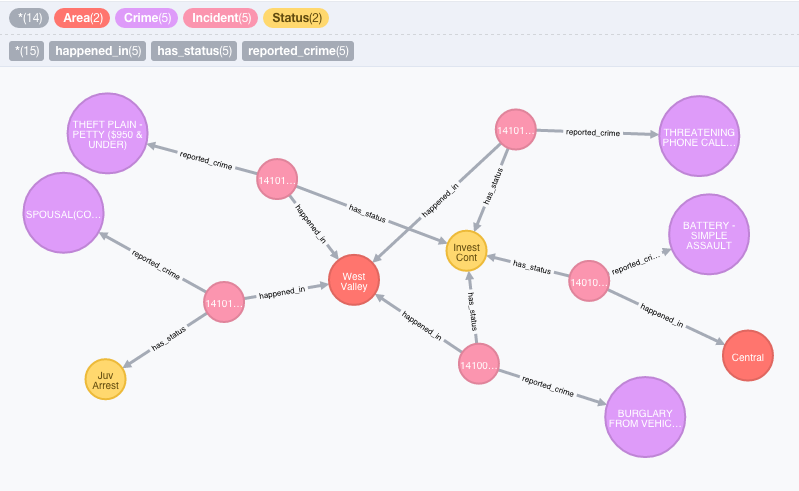 *(14) Area(2) Crime(5) Incident(5) Status(2)
*(15) happened_in(5) has_status(5) reported_crime(5)
THEFT PLAIN -
PETTY ($950 &
UNDER)
reported_crime
14101...
happened_in
has_status
14101...
reported_crime
THREATENING
PHONE CALL...
happened_in
has_status
SPOUSAL(CO...
reported_crime
14101...
happened_in
has_status
Juv
Arrest
West
Valley
Invest
Cont
has_status
14010...
reported_cri...
BATTERY -
SIMPLE
ASSAULT
happened_in
Central
happened_in
has_status
14100...
reported_crime
BURGLARY
FROM VEHIC...